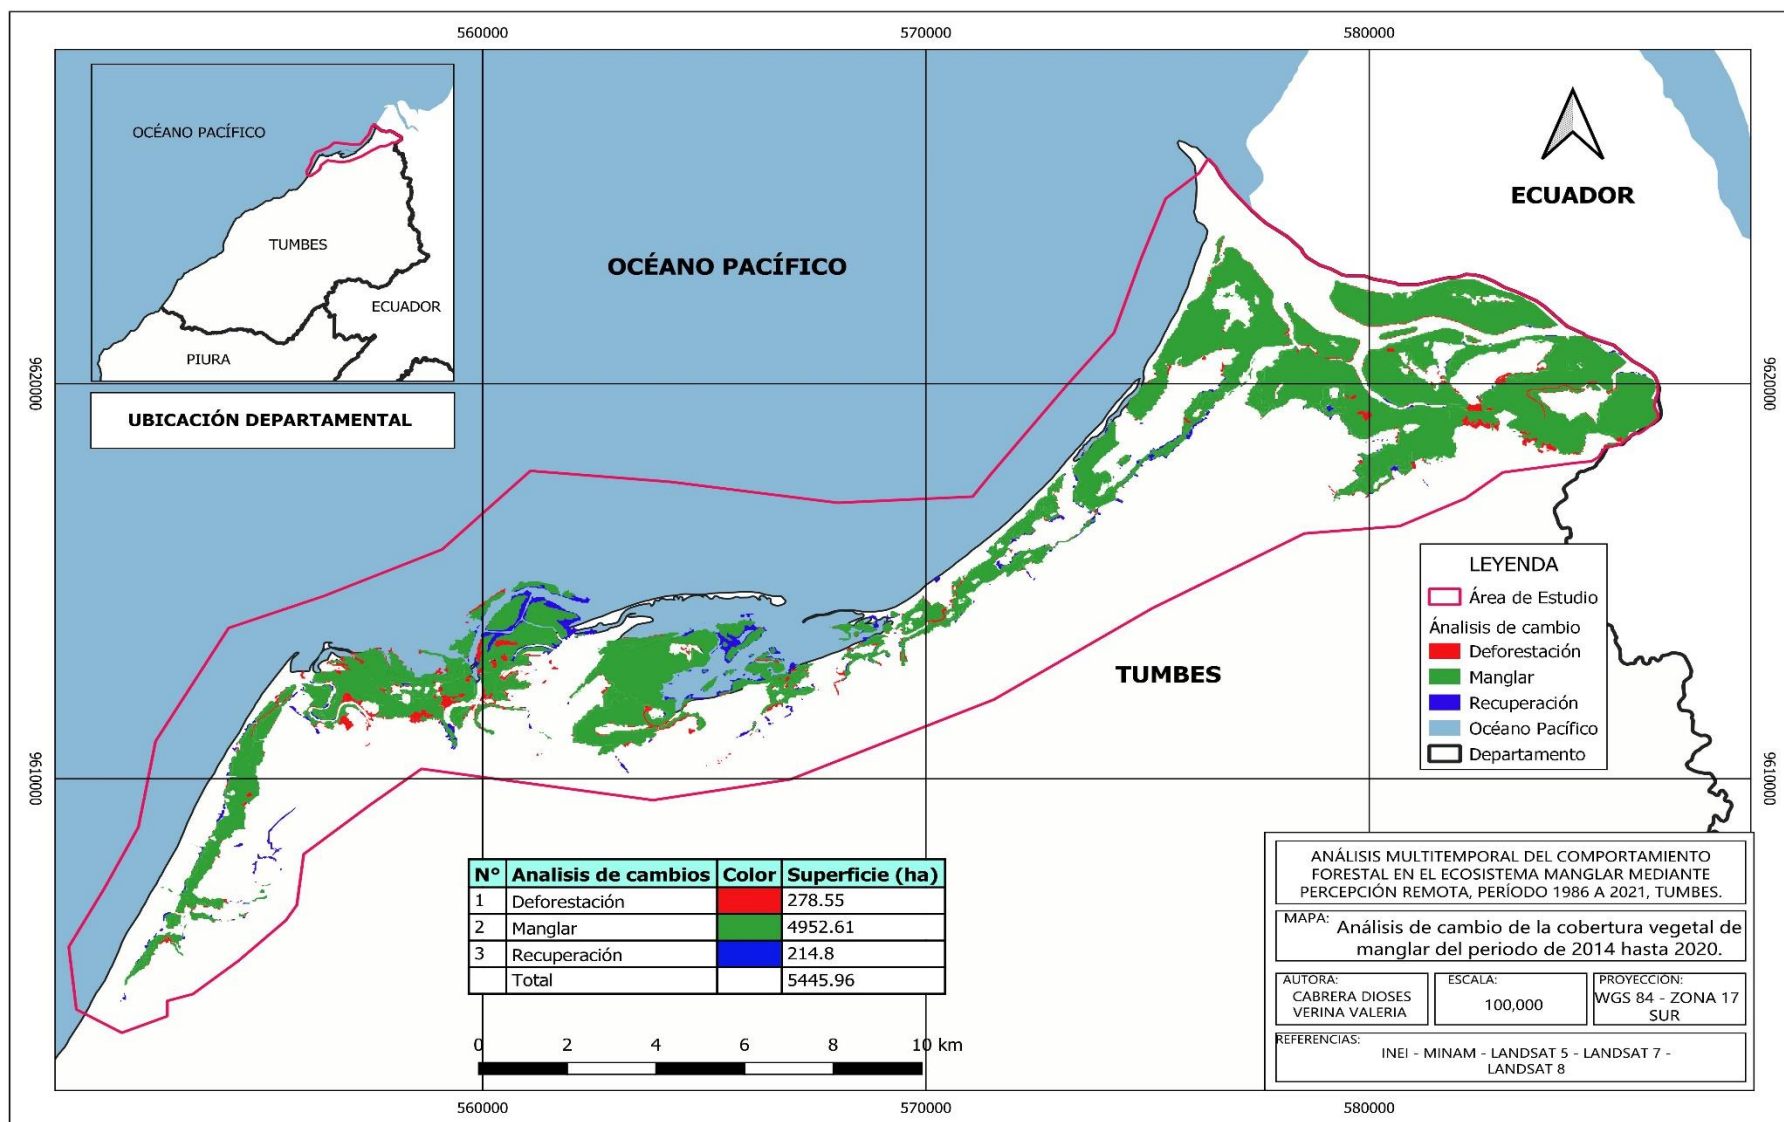 560000
570000
580000
OCÉANO PACÍFICO
TUMBES
ECUADOR
PIURA
UBICACIÓN DEPARTAMENTAL
OCÉANO PACÍFICO
ECUADOR
TUMBES
9620000
9620000
9610000
9610000
LEYENDA
Área de Estudio
Ánalisis de cambio
Deforestación
Manglar
Recuperación
Océano Pacífico
Departamento
N° Analisis de cambios Color Superficie (ha)
1 Deforestación 278.55
2 Manglar 4952.61
3 Recuperación 214.8
Total 5445.96
0 2 4 6 8 10 km
ANÁLISIS MULTITEMPORAL DEL COMPORTAMIENTO
FORESTAL EN EL ECOSISTEMA MANGLAR MEDIANTE
PERCEPCIÓN REMOTA, PERÍODO 1986 A 2021, TUMBES.
MAPA: Análisis de cambio de la cobertura vegetal de
manglar del periodo de 2014 hasta 2020.
AUTORA:
CABRERA DIOSES
VERINA VALERIA
ESCALA:
100,000
PROYECCIÓN:
WGS 84 - ZONA 17
SUR
REFERENCIAS:
INEI - MINAM - LANDSAT 5 - LANDSAT 7 -
LANDSAT 8
560000
570000
580000